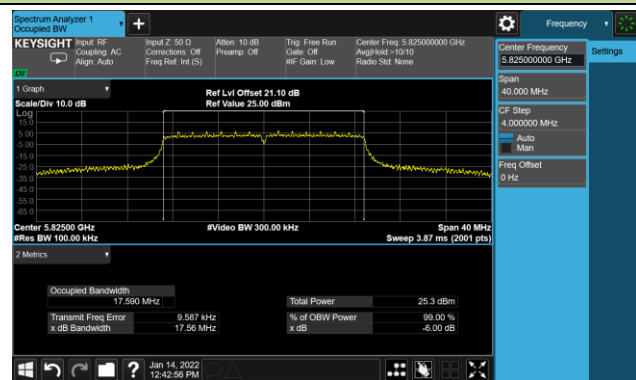 Spectrum Analyzer 1
Occupied BW
Frequency
KEYSIGHT
Input: RF
Coupling: AC
Align: Auto
Input Z: 50 Ω
Corrections: Off
Freq Ref: Int (S)
Atten: 10 dB
Preamp: Off
Trig: Free Run
Gate: Off
#IF Gain: Low
Center Freq: 5.825000000 GHz
Avg|Hold:>10/10
Radio Std: None
Center Frequency
5.825000000 GHz
Settings
Span
40.000 MHz
CF Step
4.000000 MHz
Auto
Man
Freq Offset
0 Hz
1 Graph
Scale/Div 10.0 dB
Ref Lvl Offset 21.10 dB
Ref Value 25.00 dBm
Log
15.0
5.00
-5.00
-15.0
-25.0
-35.0
-45.0
-55.0
-65.0
Center 5.82500 GHz
#Res BW 100.00 kHz
#Video BW 300.00 kHz
Span 40 MHz
Sweep 3.87 ms (2001 pts)
2 Metrics
Occupied Bandwidth
17.590 MHz
Total Power 25.3 dBm
Transmit Freq Error 9.587 kHz
% of OBW Power 99.00 %
x dB Bandwidth 17.56 MHz
x dB -6.00 dB
Jan 14, 2022
12:42:56 PM